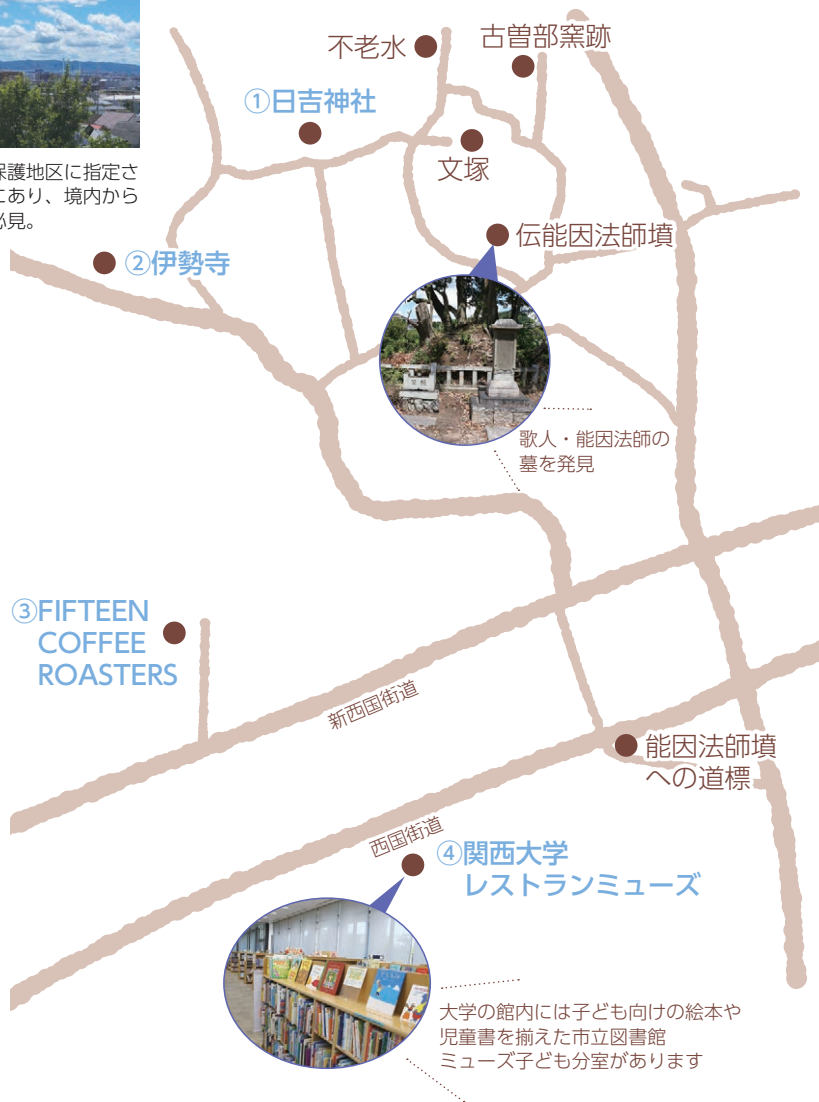 不老水
古曽部窯跡
①日吉神社
文塚
保護地区に指定さ
にあり、境内から
必見。
伝能因法師墳
②伊勢寺
歌人・能因法師の
墓を発見
③FIFTEEN
COFFEE
ROASTERS
新西国街道
能因法師墳
への道標
西国街道
④関西大学
レストランミューズ
大学の館内には子ども向けの絵本や
児童書を揃えた市立図書館
ミューズ子ども分室があります